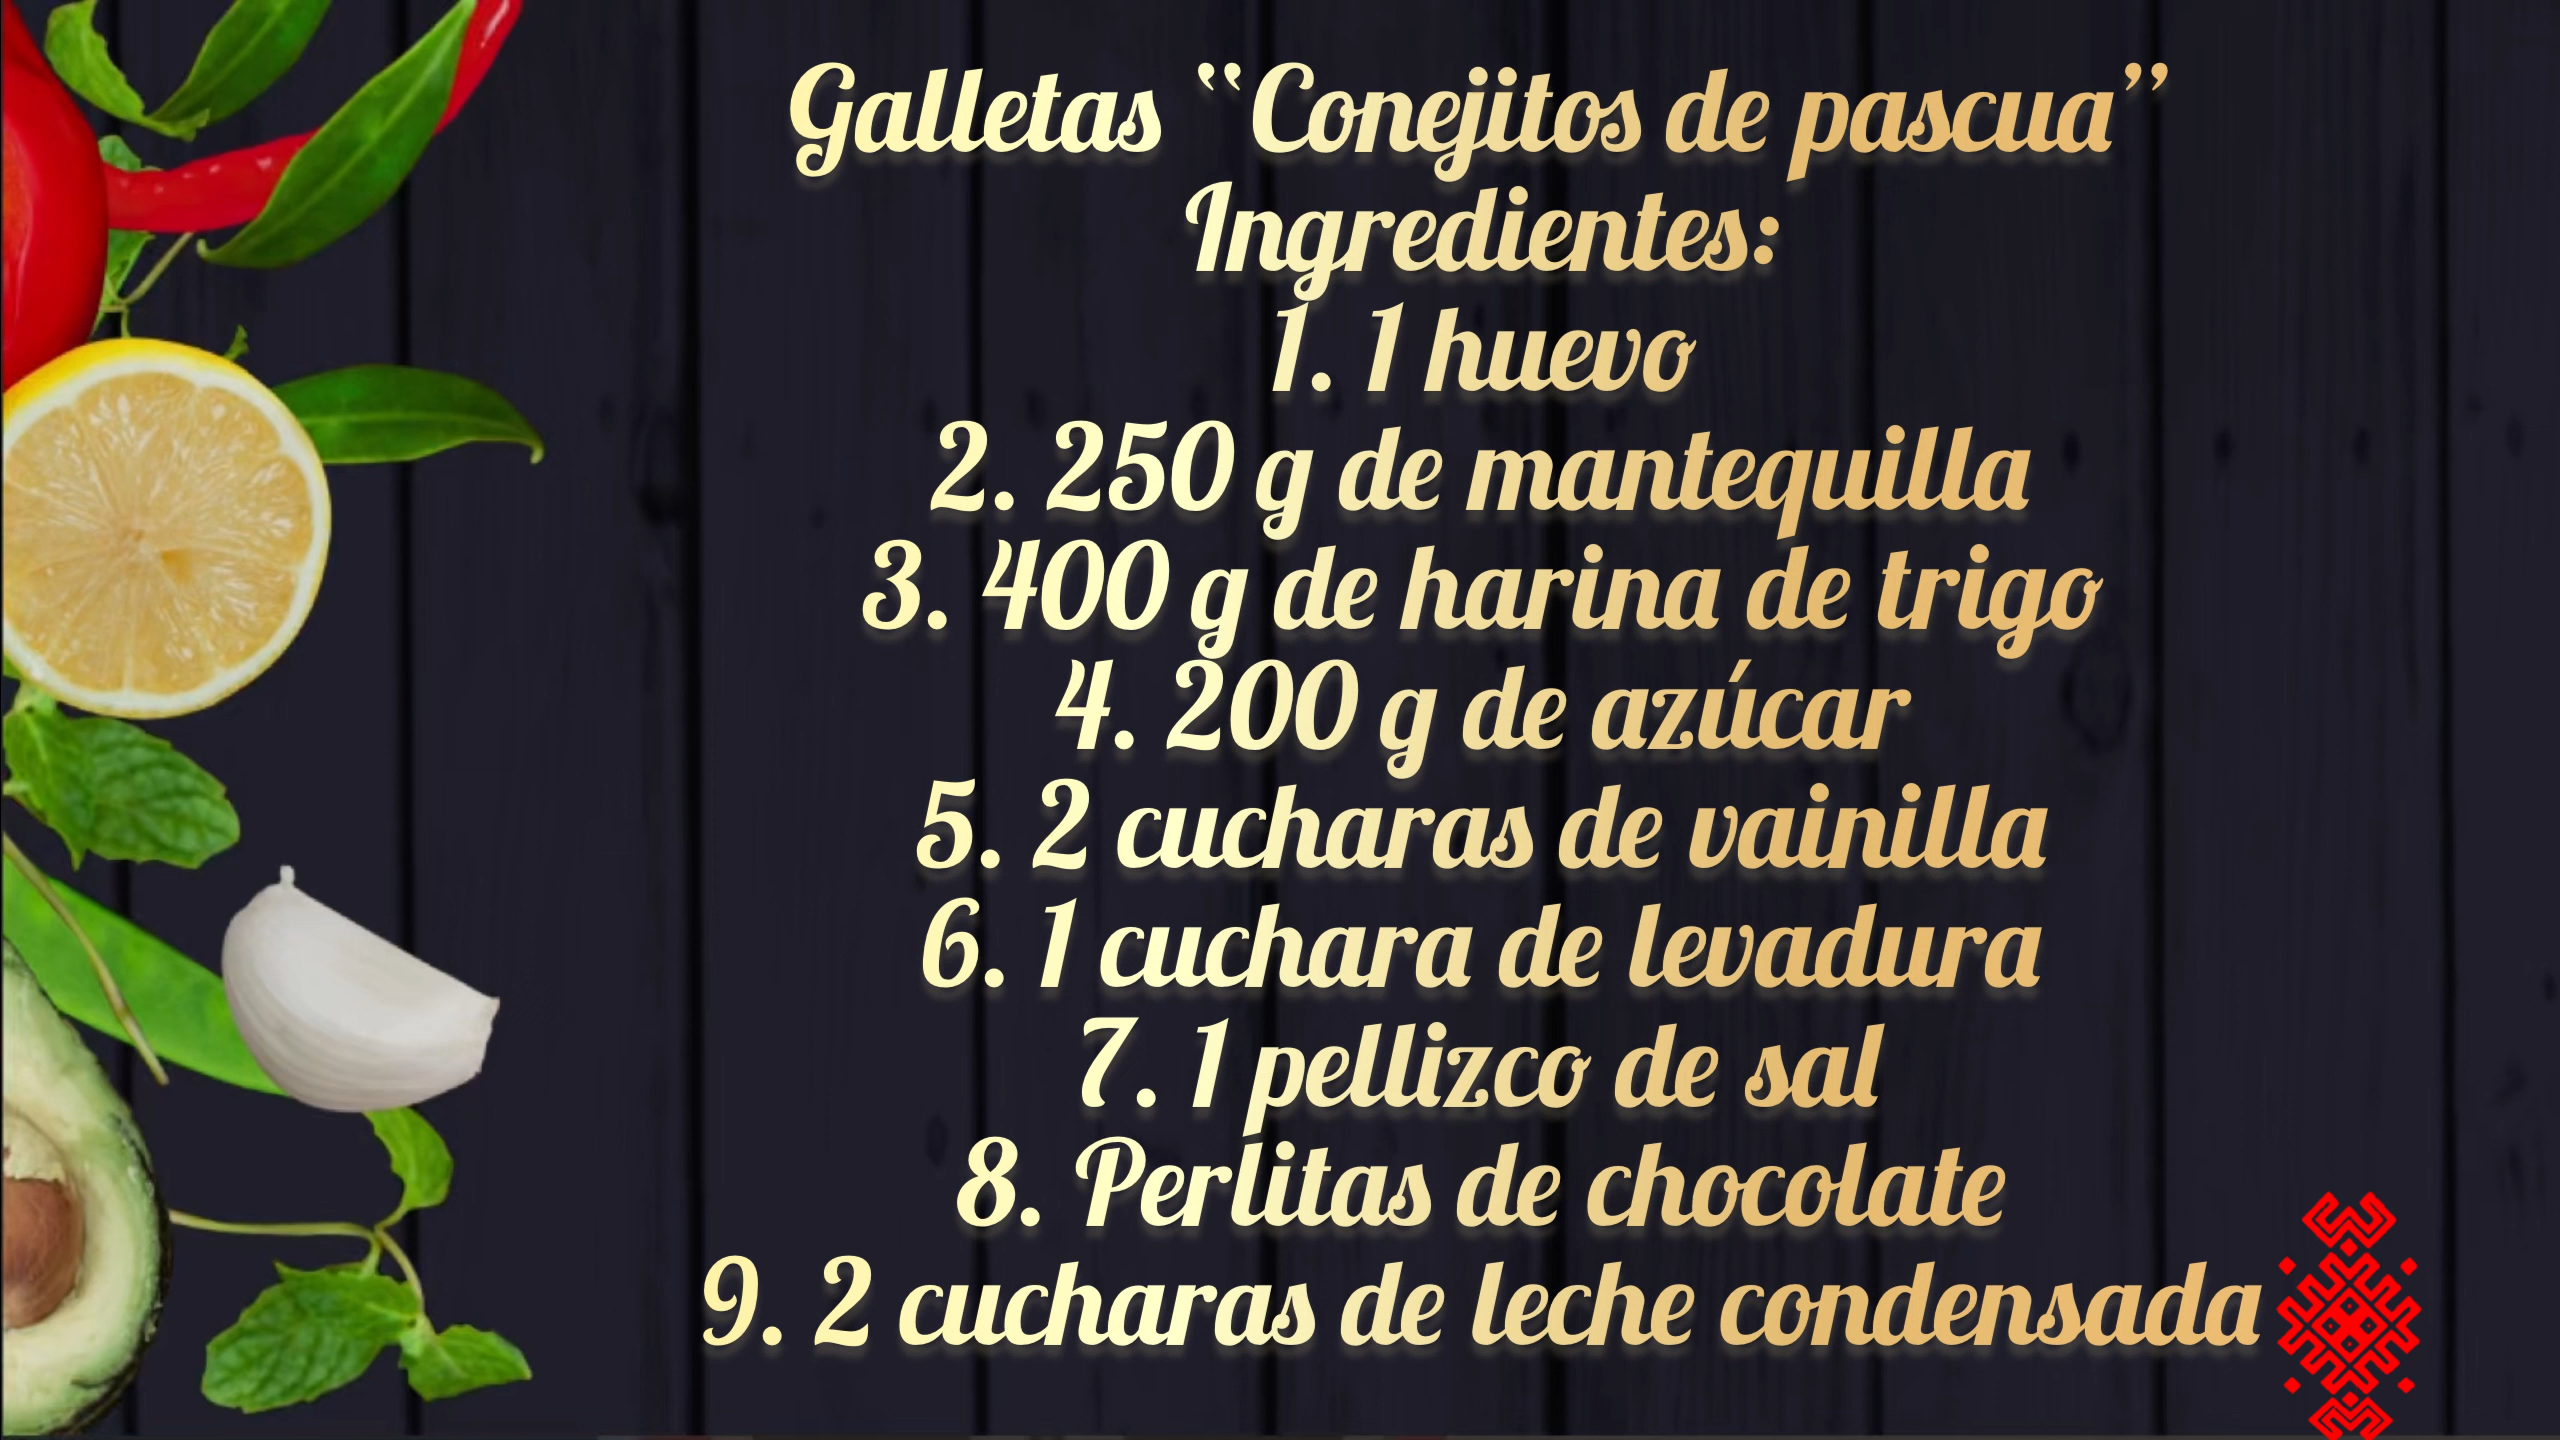 Galletas “Conejitos de pascua”
Ingredientes:
1. 1 huevo
2. 250 g de mantequilla
3. 400 g de harina de trigo
4. 200 g de azúcar
5. 2 cucharas de vainilla
6. 1 cuchara de levadura
7. 1 pellizco de sal
8. Perlitas de chocolate
9. 2 cucharas de leche condensada